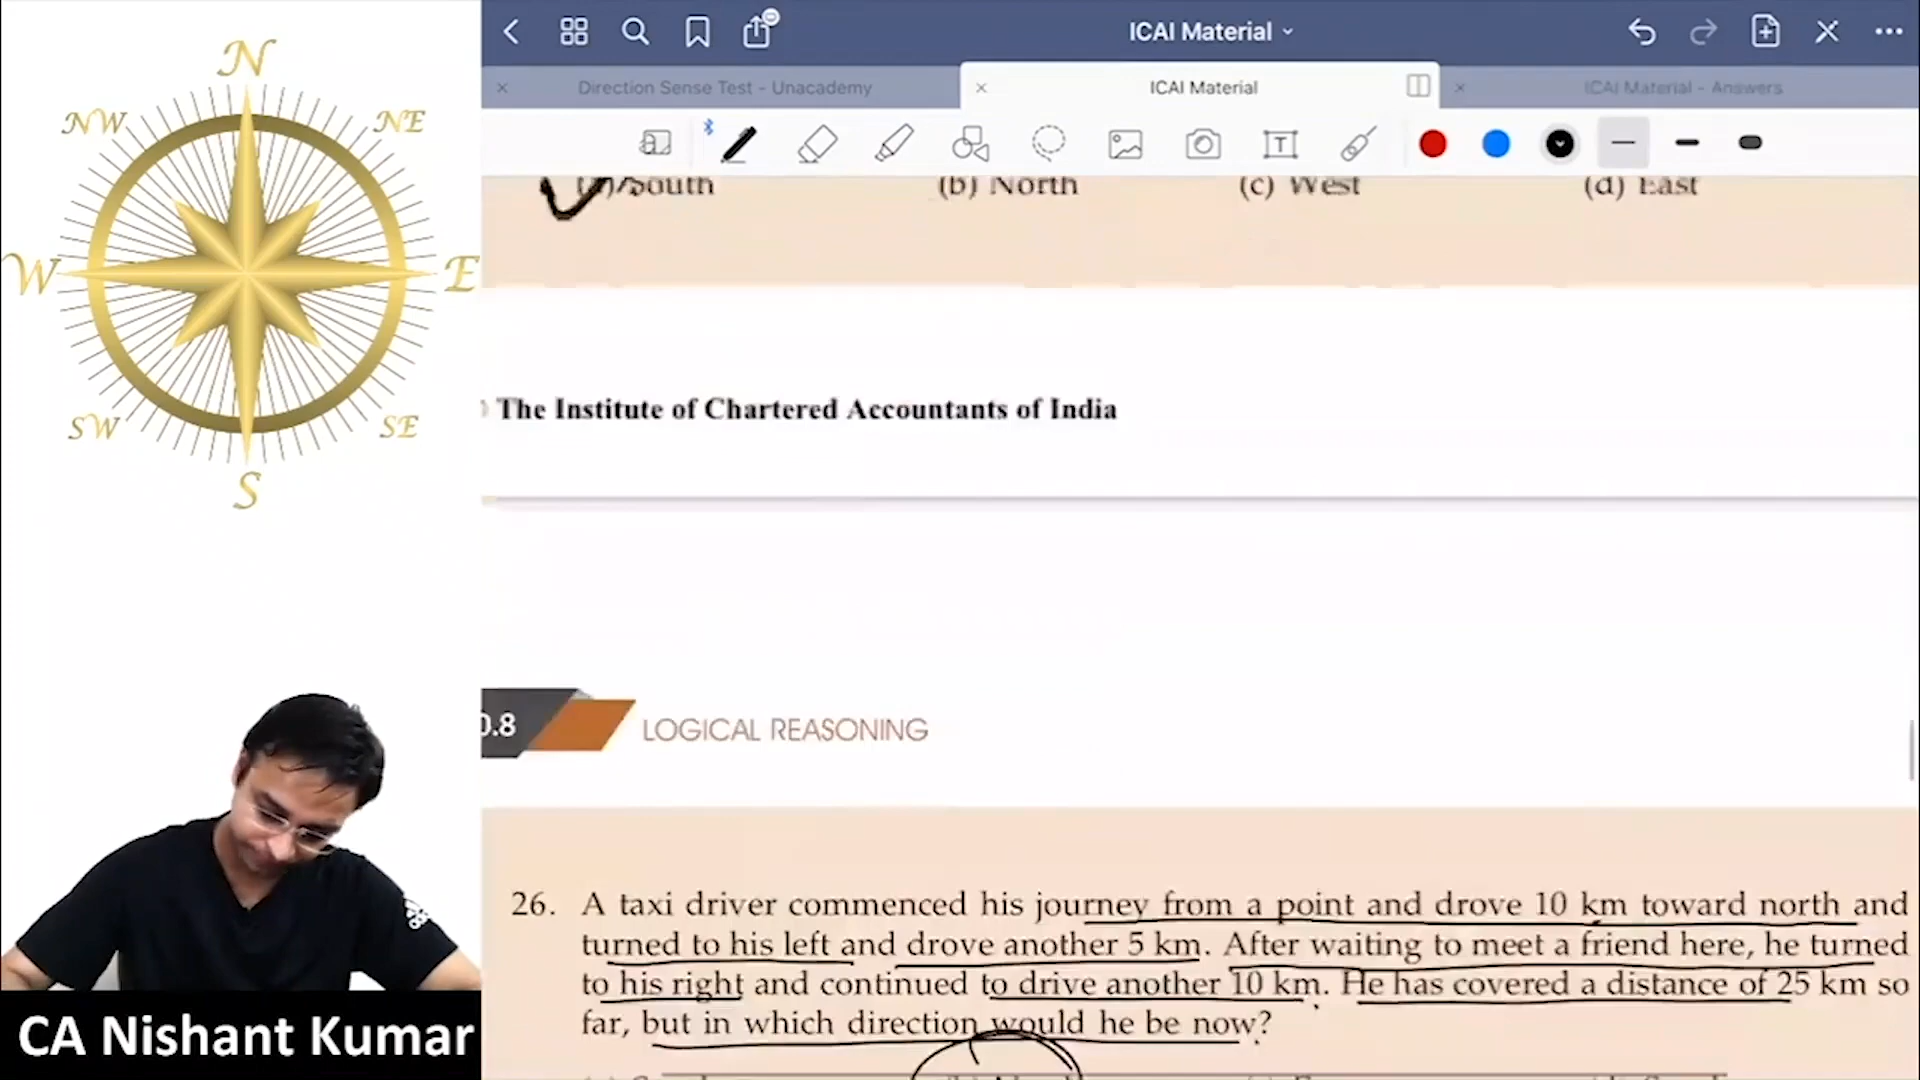 N
NW
NE
W
E
SW
SE
S
CA Nishant Kumar
ICAI Material
Direction Sense Test - Unacademy
ICAI Material
ICAI Material - Answers
South
(b) North
(c) West
(d) East
The Institute of Chartered Accountants of India
0.8
LOGICAL REASONING
26. A taxi driver commenced his journey from a point and drove 10 km toward north and
turned to his left and drove another 5 km. After waiting to meet a friend here, he turned
to his right and continued to drive another 10 km. He has covered a distance of 25 km so
far, but in which direction would he be now?